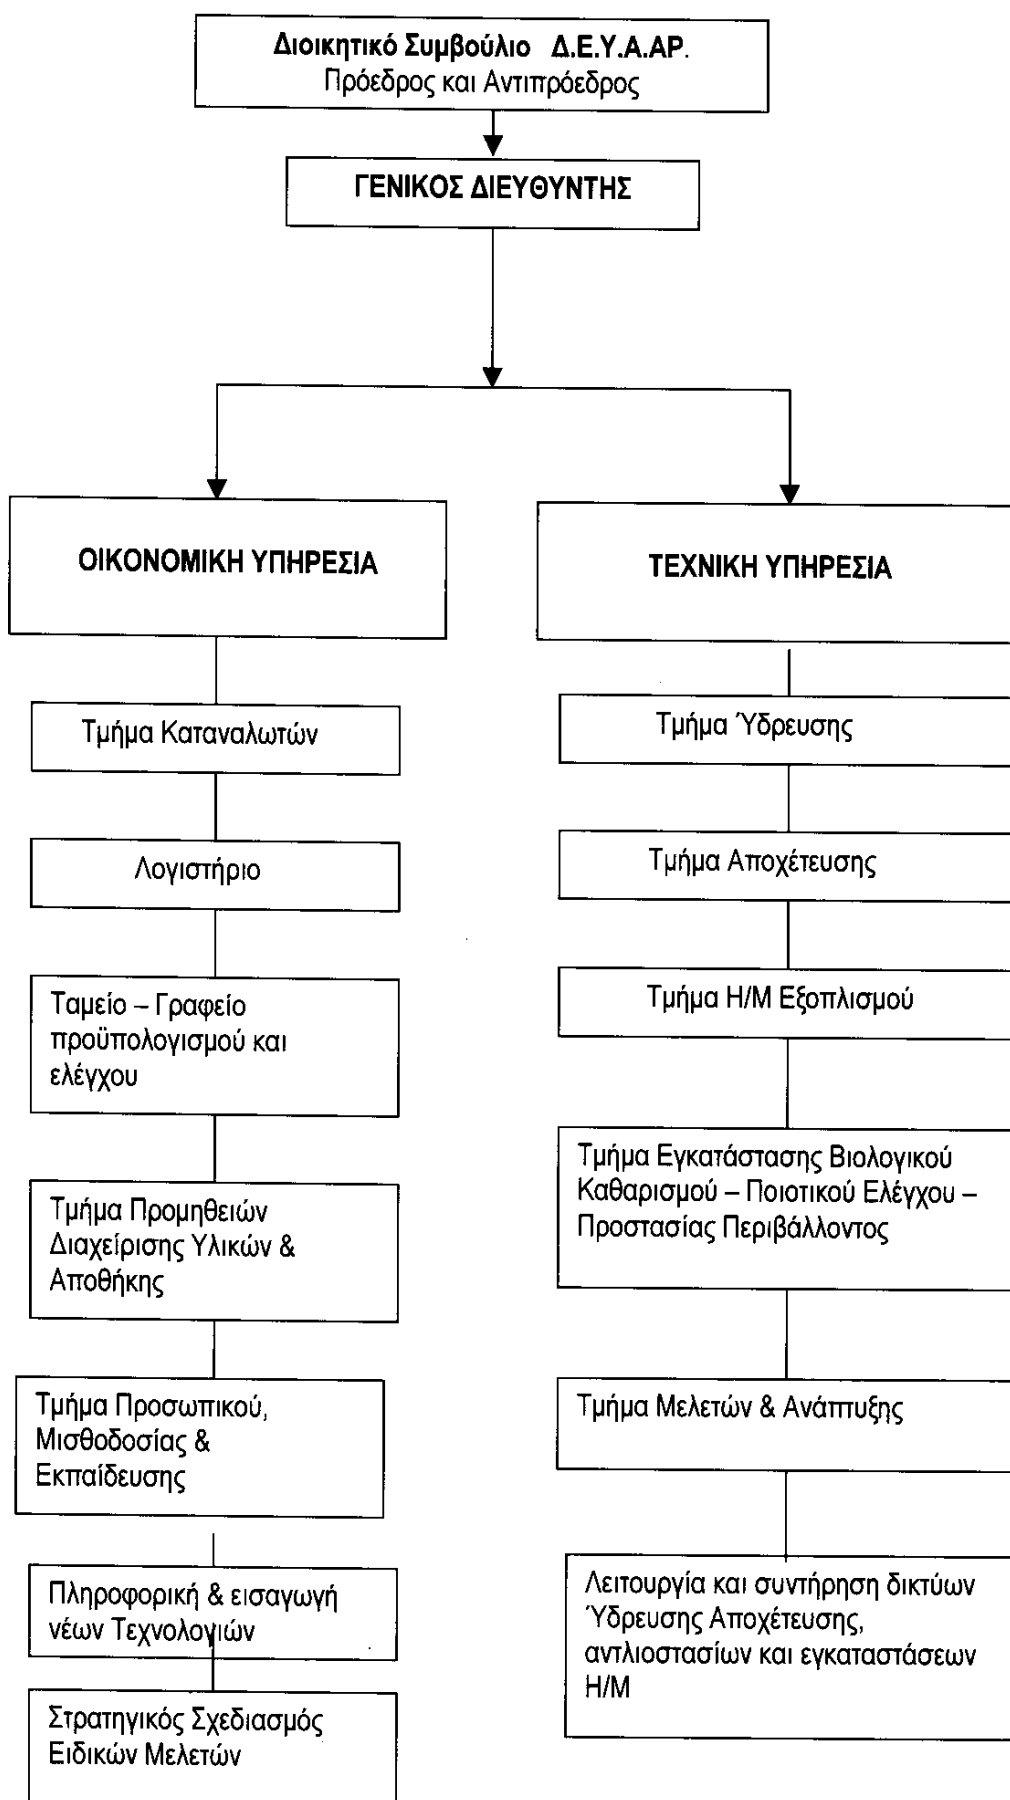 Διοικητικό Συμβούλιο Δ.Ε.Υ.Α.ΑΡ.
Πρόεδρος και Αντιπρόεδρος
ΓΕΝΙΚΟΣ ΔΙΕΥΘΥΝΤΗΣ
ΟΙΚΟΝΟΜΙΚΗ ΥΠΗΡΕΣΙΑ
Τμήμα Καταναλωτών
Λογιστήριο
Ταμείο – Γραφείο
προϋπολογισμού και
ελέγχου
Τμήμα Προμηθειών
Διαχείρισης Υλικών &
Αποθήκης
Τμήμα Προσωπικού,
Μισθοδοσίας &
Εκπαίδευσης
Πληροφορική & εισαγωγή
νέων Τεχνολογιών
Στρατηγικός Σχεδιασμός
Ειδικών Μελετών
ΤΕΧΝΙΚΗ ΥΠΗΡΕΣΙΑ
Τμήμα Ύδρευσης
Τμήμα Αποχέτευσης
Τμήμα Η/Μ Εξοπλισμού
Τμήμα Εγκατάστασης Βιολογικού
Καθαρισμού – Ποιοτικού Ελέγχου –
Προστασίας Περιβάλλοντος
Τμήμα Μελετών & Ανάπτυξης
Λειτουργία και συντήρηση δικτύων
Ύδρευσης Αποχέτευσης,
αντλιοστασίων και εγκαταστάσεων
Η/Μ